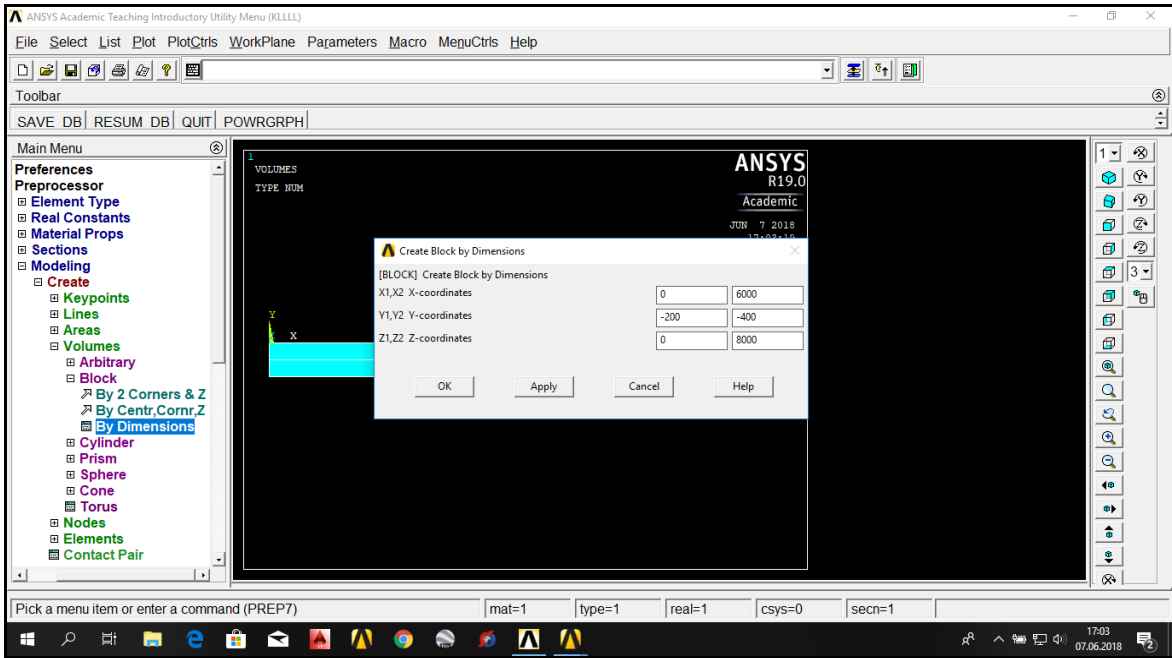 ANSYS Academic Teaching Introductory Utility Menu (KLLLL)
File Select List Plot PlotCtrls WorkPlane Parameters Macro MenuCtrls Help
Toolbar
SAVE_DB RESUM_DB QUIT POWRGRPH
Main Menu
Preferences
Preprocessor
Element Type
Real Constants
Material Props
Sections
Modeling
Create
Keypoints
Lines
Areas
Volumes
Arbitrary
Block
By 2 Corners & Z
By Centr,Cornr,Z
By Dimensions
Cylinder
Prism
Sphere
Cone
Torus
Nodes
Elements
Contact Pair
1
VOLUMES
TYPE NUM
ANSYS
R19.0
Academic
JUN 7 2018
17:03:19
Y
X
Create Block by Dimensions
[BLOCK] Create Block by Dimensions
X1,X2 X-coordinates 0 6000
Y1,Y2 Y-coordinates -200 -400
Z1,Z2 Z-coordinates 0 8000
OK Apply Cancel Help
1
3
Pick a menu item or enter a command (PREP7) mat=1 type=1 real=1 csys=0 secn=1
17:03
07.06.2018
2